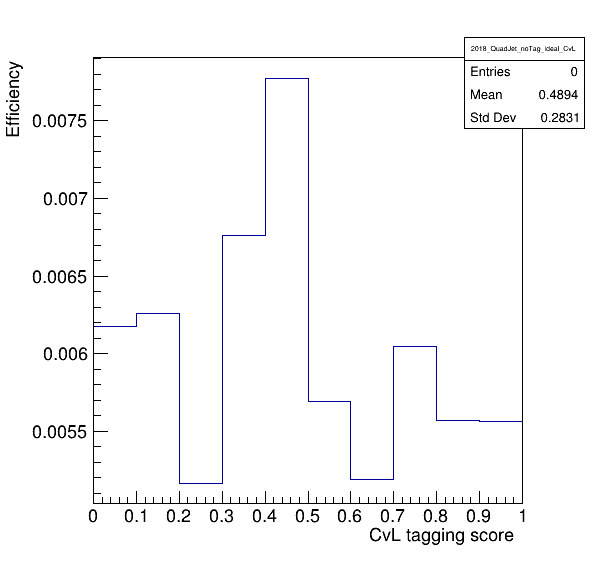 2018_QuadJet_noTag_ideal_CvL
Entries 0
Mean 0.4894
Std Dev 0.2831
Efficiency
0.0075
0.007
0.0065
0.006
0.0055
0 0.1 0.2 0.3 0.4 0.5 0.6 0.7 0.8 0.9 1
CvL tagging score